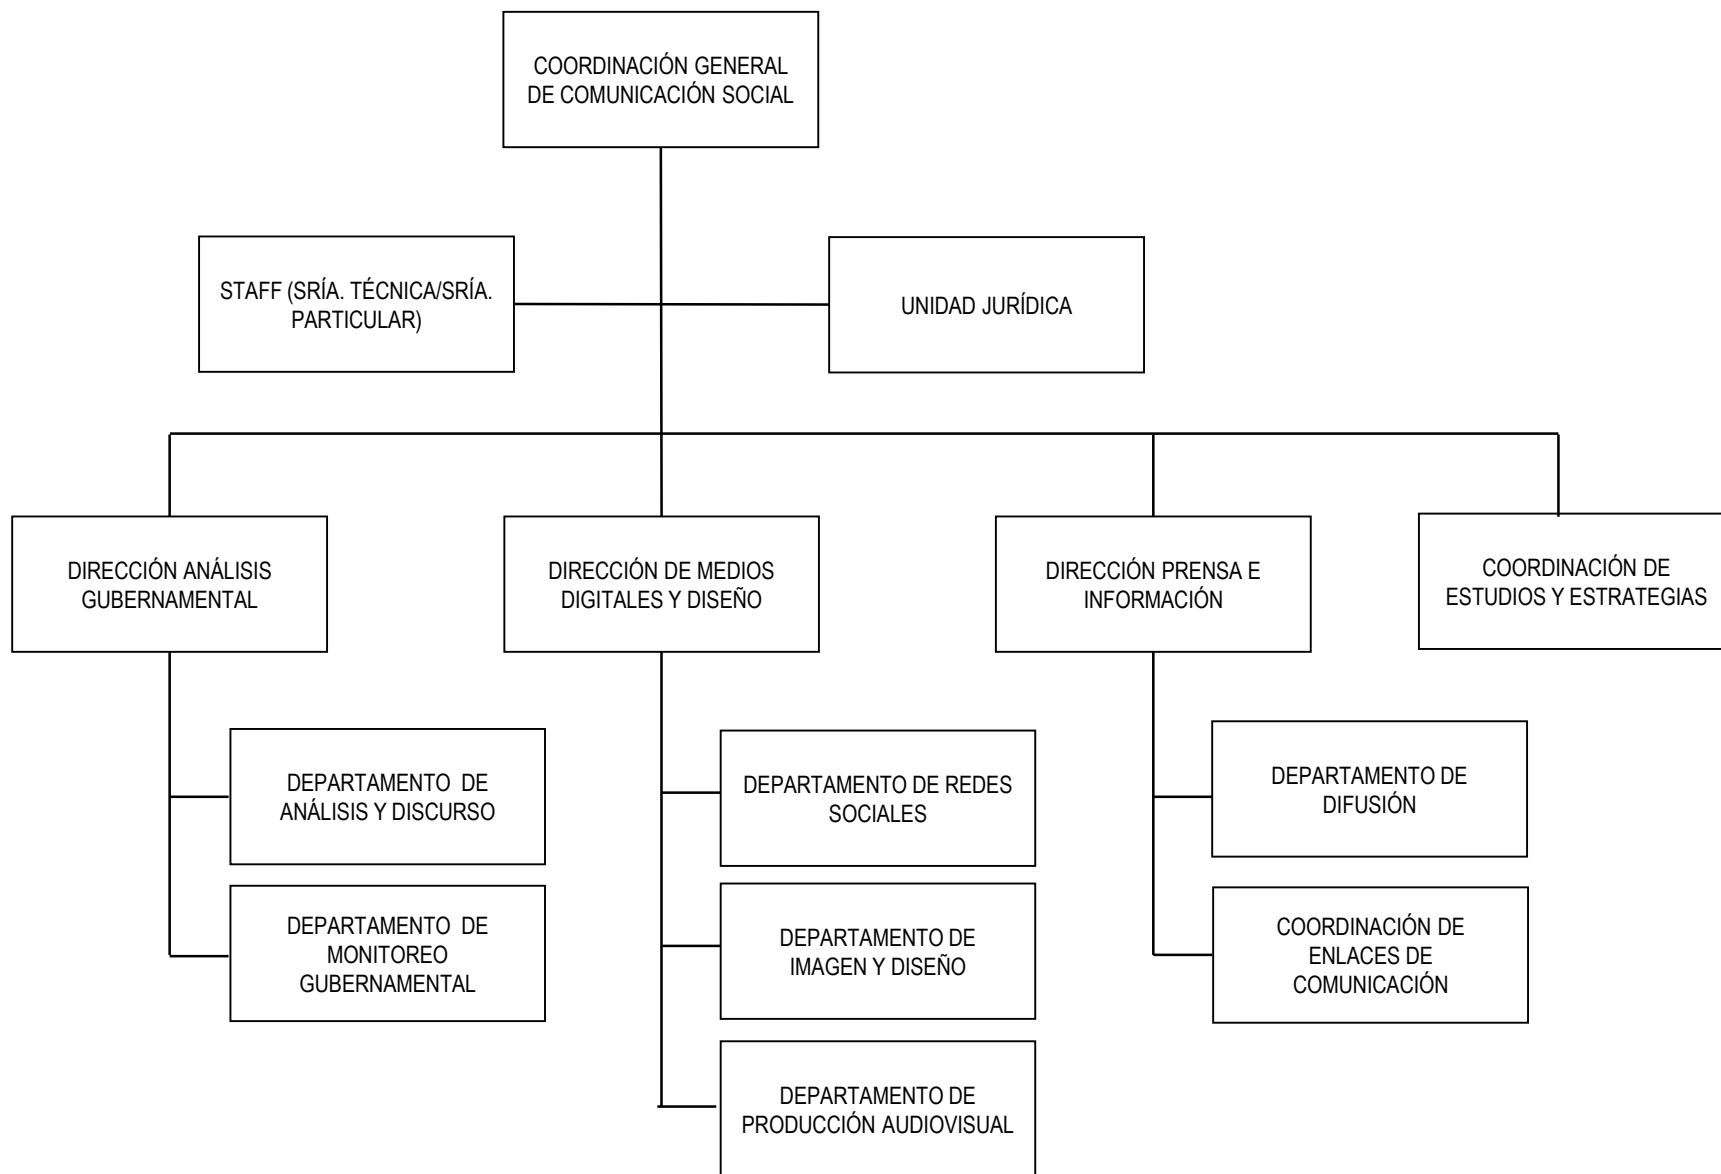 COORDINACIÓN GENERAL
DE COMUNICACIÓN SOCIAL
STAFF (SRÍA. TÉCNICA/SRÍA.
PARTICULAR)
UNIDAD JURÍDICA
DIRECCIÓN ANÁLISIS
GUBERNAMENTAL
DIRECCIÓN DE MEDIOS
DIGITALES Y DISEÑO
DIRECCIÓN PRENSA E
INFORMACIÓN
COORDINACIÓN DE
ESTUDIOS Y ESTRATEGIAS
DEPARTAMENTO  DE
ANÁLISIS Y DISCURSO
DEPARTAMENTO DE REDES
SOCIALES
DEPARTAMENTO DE
DIFUSIÓN
DEPARTAMENTO  DE
MONITOREO
GUBERNAMENTAL
DEPARTAMENTO DE
IMAGEN Y DISEÑO
COORDINACIÓN DE
ENLACES DE
COMUNICACIÓN
DEPARTAMENTO DE
PRODUCCIÓN AUDIOVISUAL